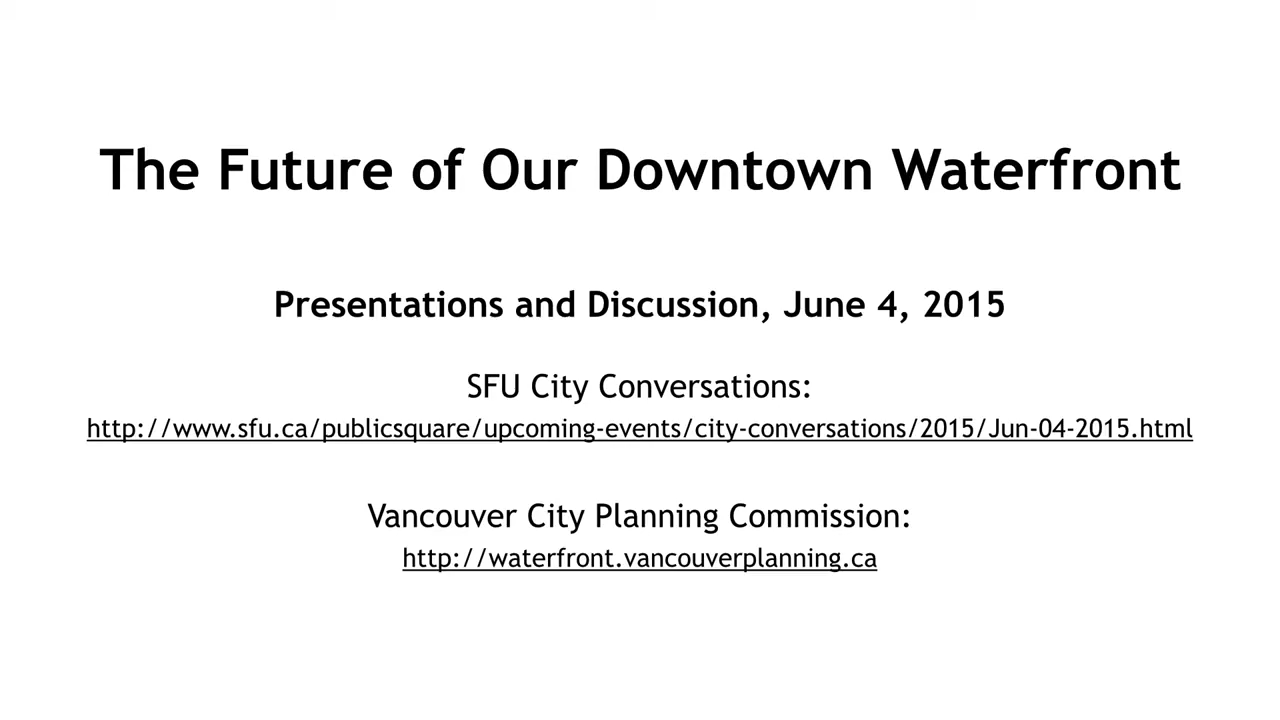 The Future of Our Downtown Waterfront
Presentations and Discussion, June 4, 2015
SFU City Conversations:
http://www.sfu.ca/publicsquare/upcoming-events/city-conversations/2015/Jun-04-2015.html
Vancouver City Planning Commission:
http://waterfront.vancouverplanning.ca